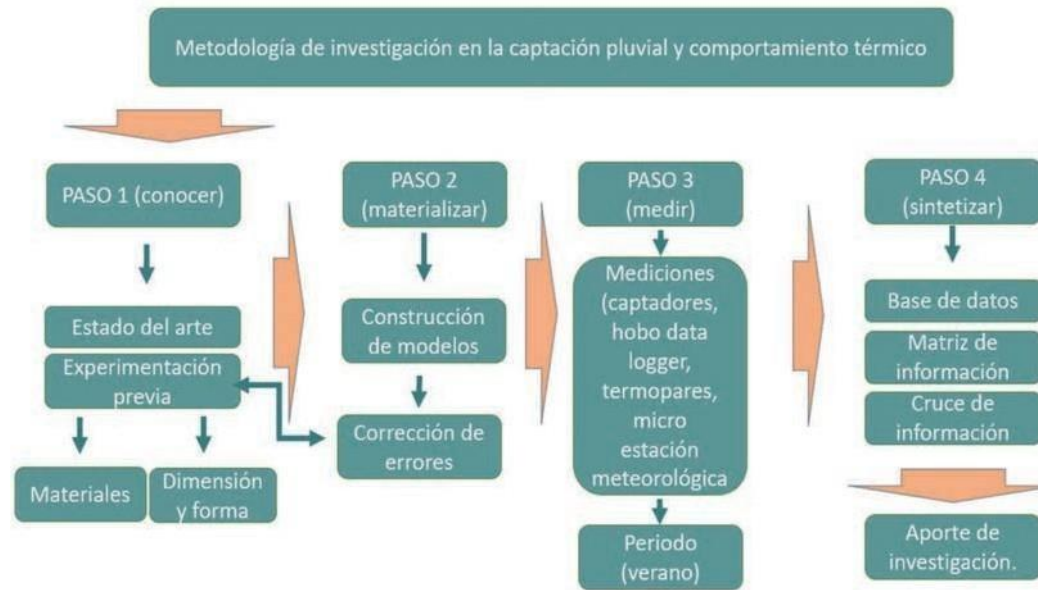 Metodología de investigación en la captación pluvial y comportamiento térmico
PASO 1 (conocer)
Estado del arte
Experimentación
previa
Materiales
Dimensión
y forma
PASO 2
(materializar)
Construcción
de modelos
Corrección de
errores
PASO 3
(medir)
Mediciones
(captadores,
hobo data
logger,
termopares,
micro
estación
meteorológica
Periodo
(verano)
PASO 4
(sintetizar)
Base de datos
Matriz de
información
Cruce de
información
Aporte de
investigación.